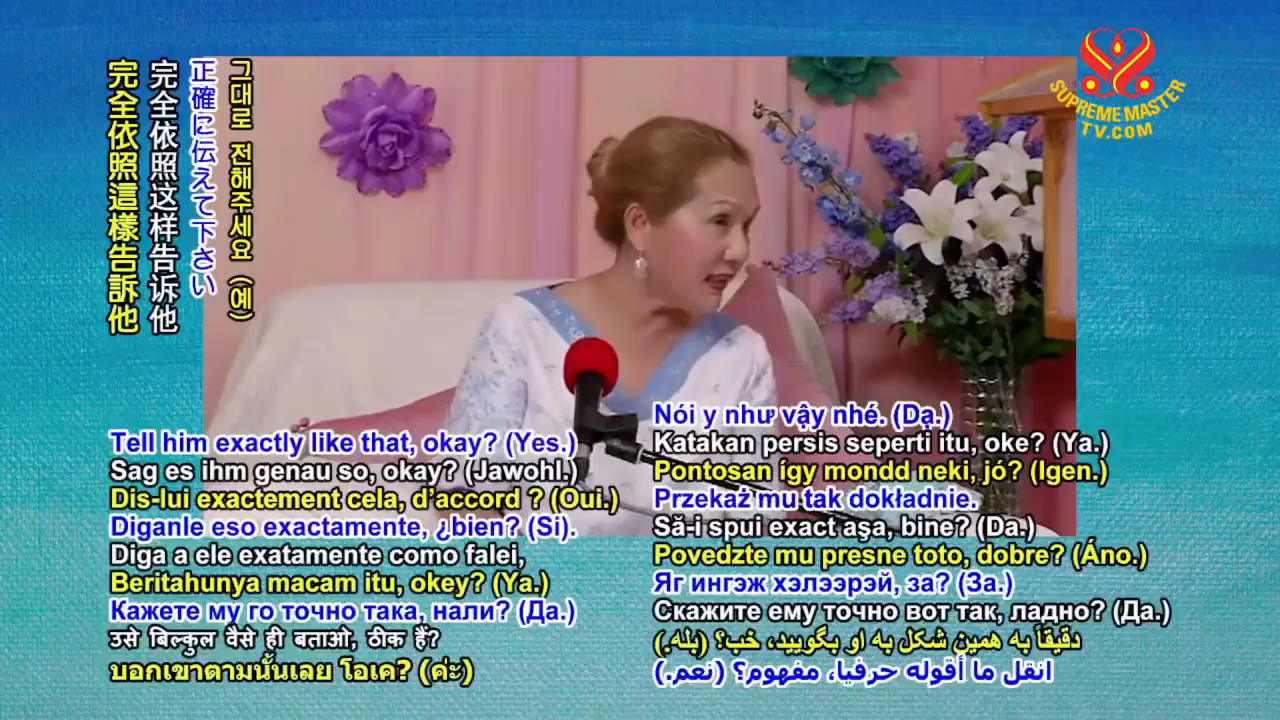 完全依照這樣告訴他
完全依照这样告诉他
正確に伝えて下さい
그대로 전해주세요 (예)
SUPREME MASTER
TV.COM
Tell him exactly like that, okay? (Yes.)
Sag es ihm genau so, okay? (Jawohl.)
Dis-lui exactement cela, d'accord ? (Oui.)
Diganle eso exactamente, ¿bien? (Si).
Diga a ele exatamente como falei,
Beritahunya macam itu, okey? (Ya.)
Кажете му го точно така, нали? (Да.)
उसे बिल्कुल वैसे ही बताओ, ठीक हैं?
บอกเขาตามนั้นเลย โอเค? (ค่ะ)
Nói y như vậy nhé. (Dạ.)
Katakan persis seperti itu, oke? (Ya.)
Pontosan így mondd neki, jó? (Igen.)
Przekaż mu tak dokładnie.
Să-i spui exact aşa, bine? (Da.)
Povedzte mu presne toto, dobre? (Áno.)
Яг ингэж хэлээрэй, за? (За.)
Скажите ему точно вот так, ладно? (Да.)
دقیقاً به همین شکل به او بگویید، خب؟ (بله.)
انقل ما أقوله حرفيا، مفهوم؟ (نعم.)